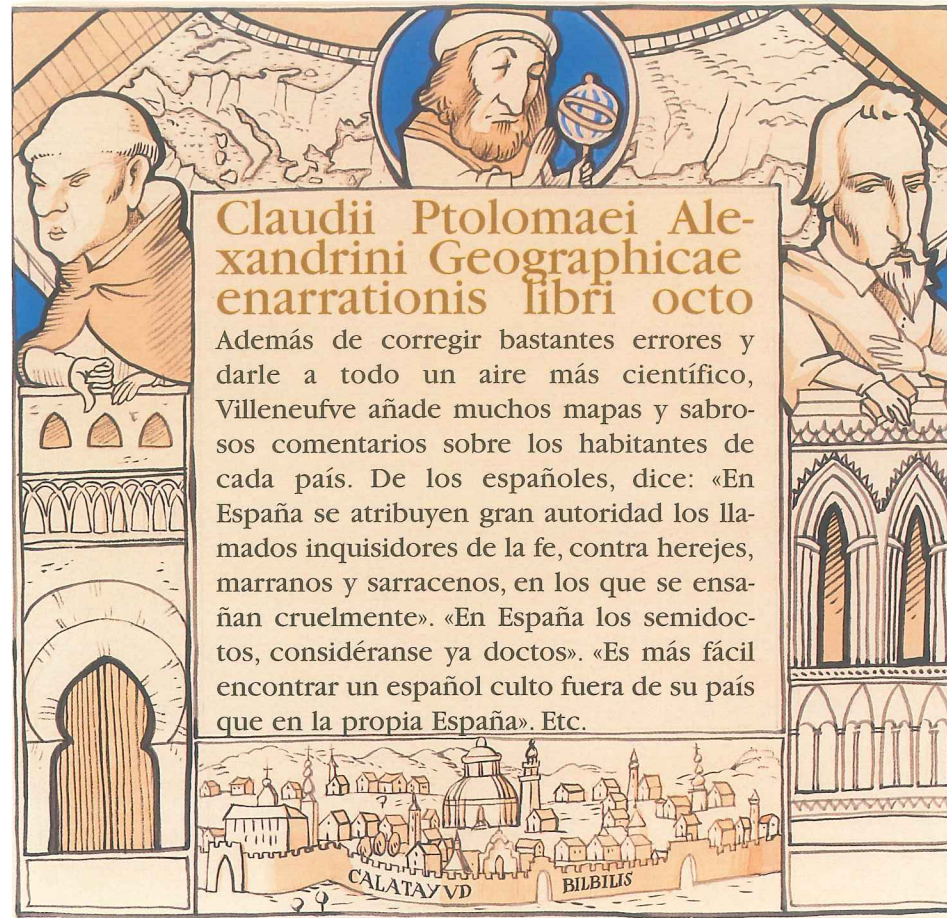 Claudii Ptolomaei Ale-
xandrini Geographicae
enarrationis libri octo
Además de corregir bastantes errores y
darle a todo un aire más científico,
Villeneufve añade muchos mapas y sabro-
sos comentarios sobre los habitantes de
cada país. De los españoles, dice: «En
España se atribuyen gran autoridad los lla-
mados inquisidores de la fe, contra herejes,
marranos y sarracenos, en los que se ensa-
ñan cruelmente». «En España los semidoc-
tos, considéranse ya doctos». «Es más fácil
encontrar un español culto fuera de su país
que en la propia España». Etc.
CALATAYVD BILBILIS